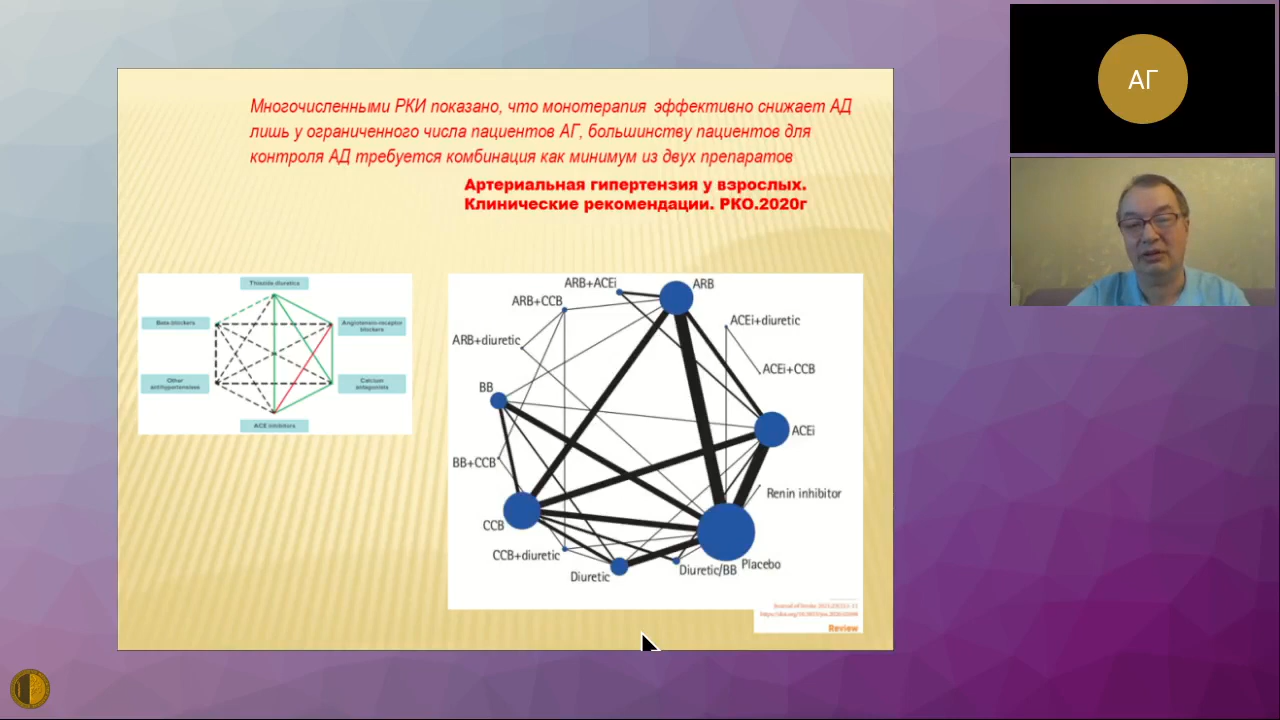 Многочисленными РКИ показано, что монотерапия эффективно снижает АД
лишь у ограниченного числа пациентов АГ, большинству пациентов для
контроля АД требуется комбинация как минимум из двух препаратов
Артериальная гипертензия у взрослых.
Клинические рекомендации. РКО.2020г
Thiazide diuretics
Beta-blockers
Angiotensin-receptor
blockers
Other
antihypertensives
Calcium
antagonists
ACE inhibitors
ARB+ACEi
ARB
ARB+CCB
ACEi+diuretic
ARB+diuretic
ACEi+CCB
BB
ACEi
BB+CCB
Renin inhibitor
CCB
CCB+diuretic
Placebo
Diuretic/BB
Diuretic
Journal of Stroke
Review
АГ